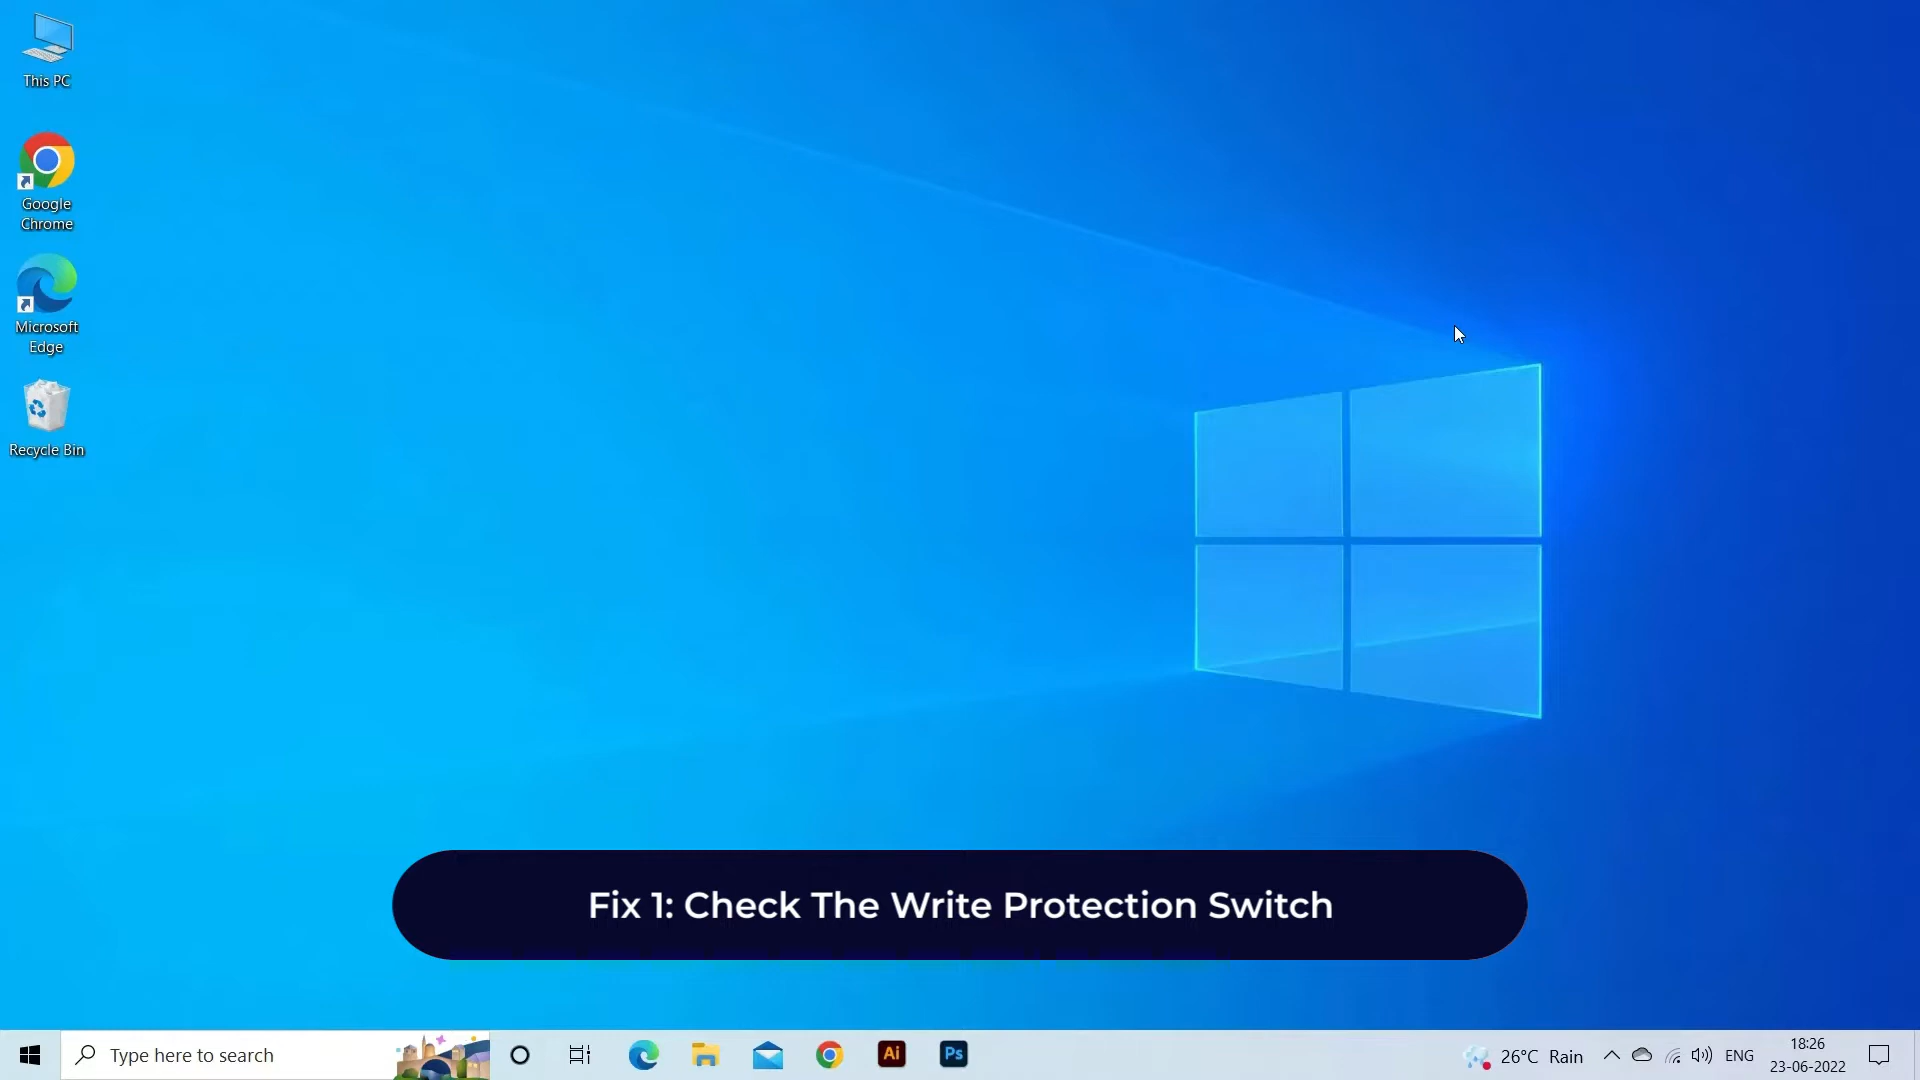 This PC
Google
Chrome
Microsoft
Edge
Recycle Bin
Fix 1: Check The Write Protection Switch
Type here to search
Ai
Ps
26°C Rain
ENG
18:26
23-06-2022